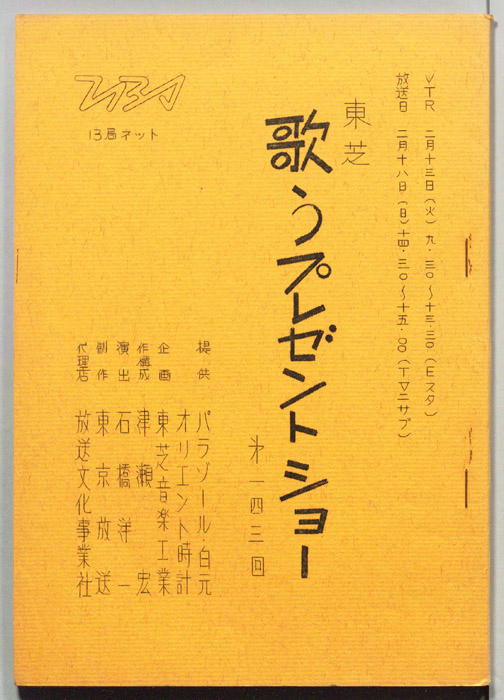 VTR 二月十三日(火)九・三〇〜十三・三〇(Eスタ)
放送日 二月十八日(日)十四・三〇〜十五・〇〇(TVニサブ)
東芝
歌うプレゼントショー
第一四三回
TBS
13局ネット
提供 パラゾール・白元
オリエント時計
企画 東芝音楽工業
作・構成 津瀬宏
演出 石橋洋一
制作 東京放送
代理店 放送文化事業社